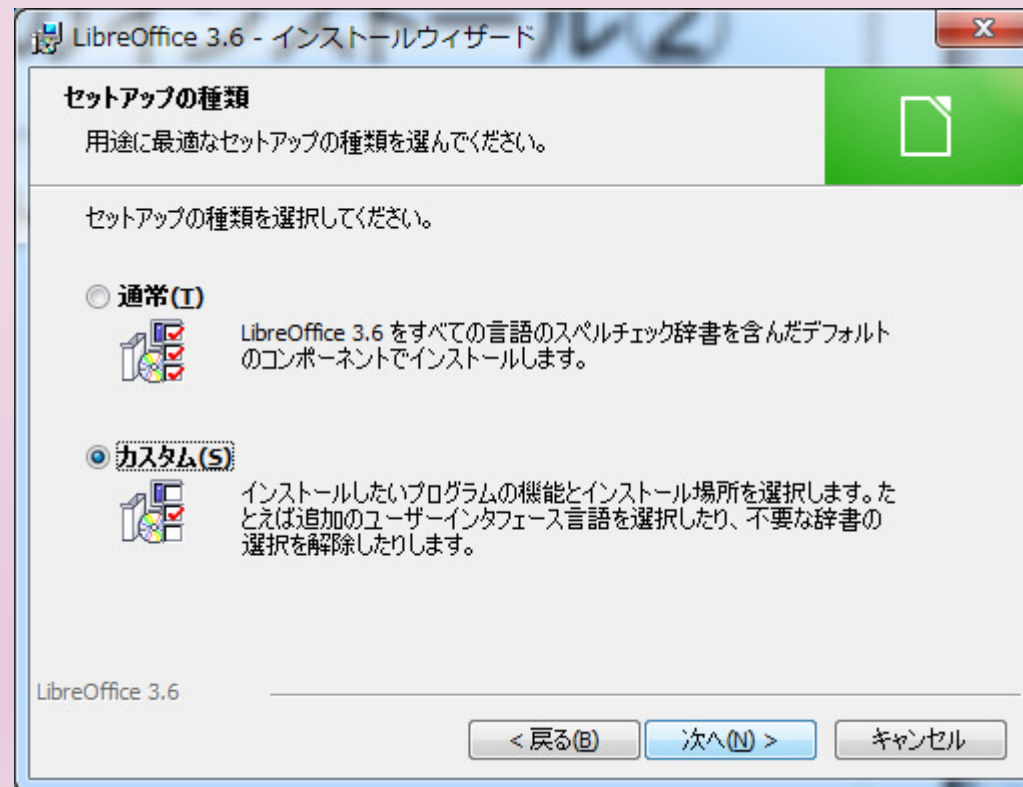 LibreOffice 3.6 - インストールウィザード
セットアップの種類
用途に最適なセットアップの種類を選んでください。
セットアップの種類を選択してください。
通常(T)
LibreOffice 3.6 をすべての言語のスペルチェック辞書を含んだデフォルト
のコンポーネントでインストールします。
カスタム(S)
インストールしたいプログラムの機能とインストール場所を選択します。た
とえば追加のユーザーインタフェース言語を選択したり、不要な辞書の
選択を解除したりします。
LibreOffice 3.6
< 戻る(B) 次へ(N) > キャンセル